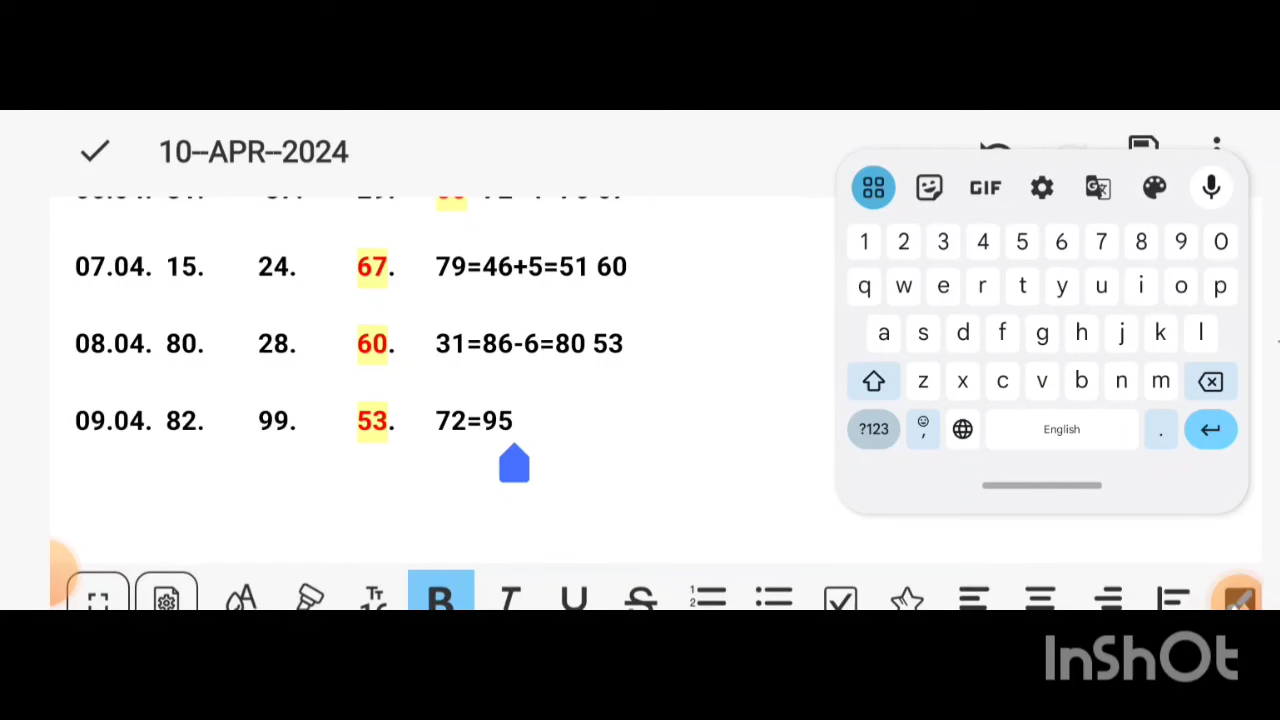 10--APR--2024
07.04. 15. 24. 67. 79=46+5=51 60
08.04. 80. 28. 60. 31=86-6=80 53
09.04. 82. 99. 53. 72=95
GIF
1 2 3 4 5 6 7 8 9 0
q w e r t y u i o p
a s d f g h j k l
z x c v b n m
?123 , English .
B T U S
InShOt